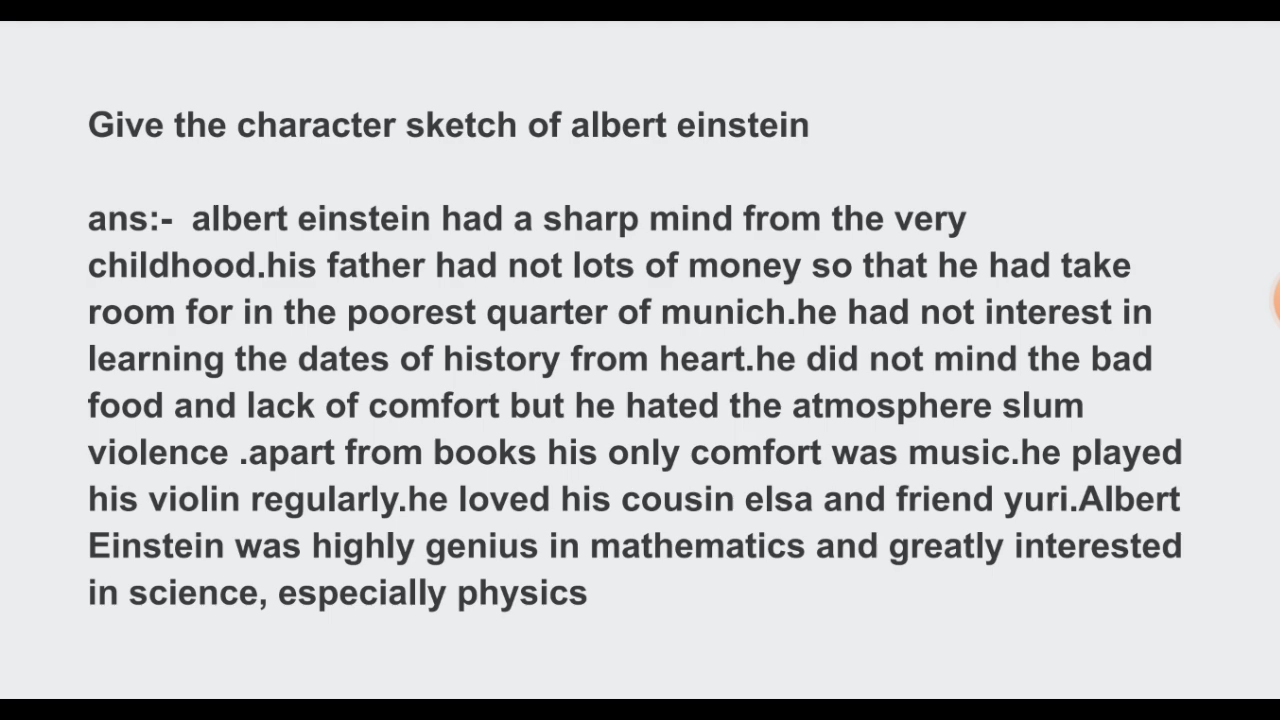 Give the character sketch of albert einstein
ans:-  albert einstein had a sharp mind from the very
childhood.his father had not lots of money so that he had take
room for in the poorest quarter of munich.he had not interest in
learning the dates of history from heart.he did not mind the bad
food and lack of comfort but he hated the atmosphere slum
violence .apart from books his only comfort was music.he played
his violin regularly.he loved his cousin elsa and friend yuri.Albert
Einstein was highly genius in mathematics and greatly interested
in science, especially physics